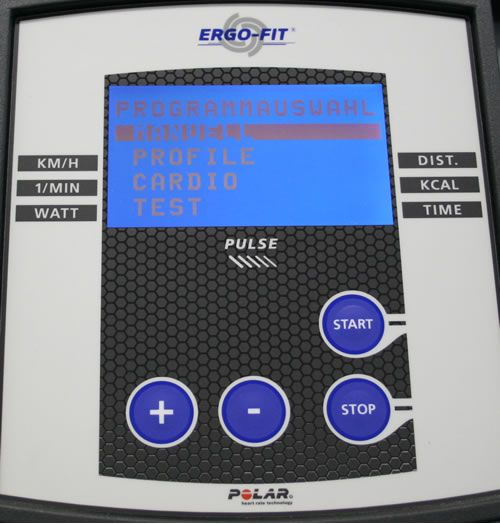 ERGO-FIT®
PROGRAMMAUSWAHL
MANUELL
PROFILE
CARDIO
TEST
KM/H
1/MIN
WATT
DIST.
KCAL
TIME
PULSE
START
+
-
STOP
POLAR®
heart rate technology